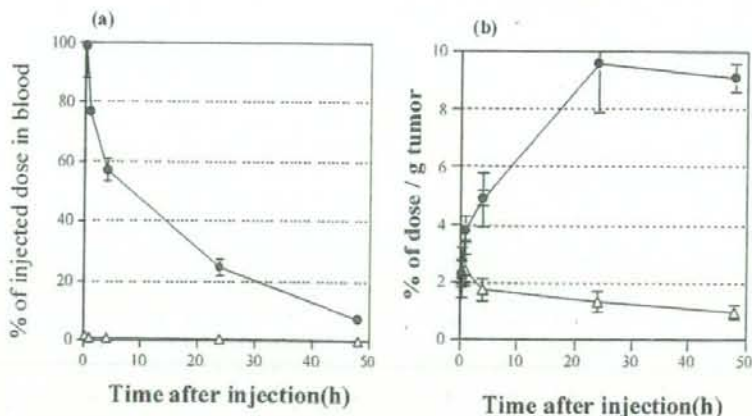 (a)
% of injected dose in blood
100
80
60
40
20
0
0 10 20 30 40 50
Time after injection(h)
(b)
% of dose / g tumor
10
8
6
4
2
0
0 10 20 30 40 50
Time after injection(h)